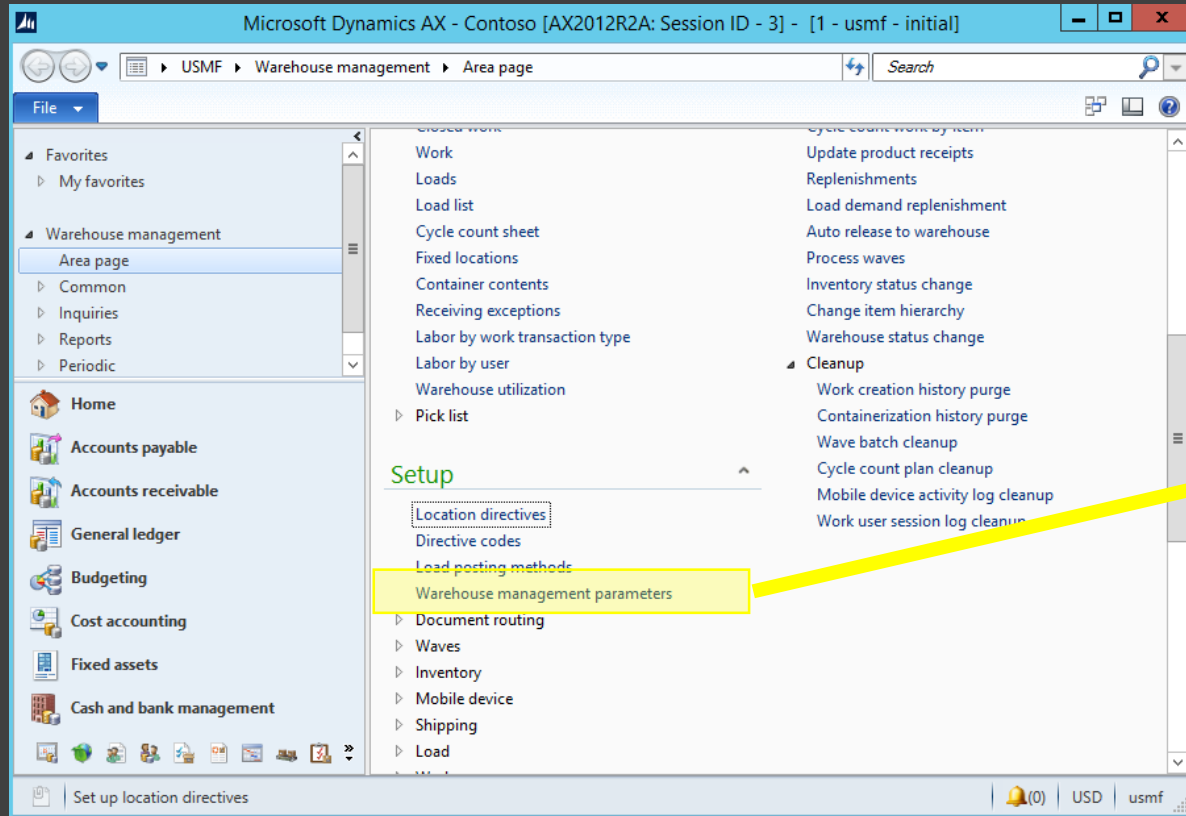 Microsoft Dynamics AX - Contoso [AX2012R2A: Session ID - 3] - [1 - usmf - initial]
USMF Warehouse management Area page
Search
File
Favorites
My favorites
Warehouse management
Area page
Common
Inquiries
Reports
Periodic
Home
Accounts payable
Accounts receivable
General ledger
Budgeting
Cost accounting
Fixed assets
Cash and bank management
Closed work
Work
Loads
Load list
Cycle count sheet
Fixed locations
Container contents
Receiving exceptions
Labor by work transaction type
Labor by user
Warehouse utilization
Pick list
Setup
Location directives
Directive codes
Load posting methods
Warehouse management parameters
Document routing
Waves
Inventory
Mobile device
Shipping
Load
Cycle count work by item
Update product receipts
Replenishments
Load demand replenishment
Auto release to warehouse
Process waves
Inventory status change
Change item hierarchy
Warehouse status change
Cleanup
Work creation history purge
Containerization history purge
Wave batch cleanup
Cycle count plan cleanup
Mobile device activity log cleanup
Work user session log cleanup
Set up location directives
(0) USD usmf